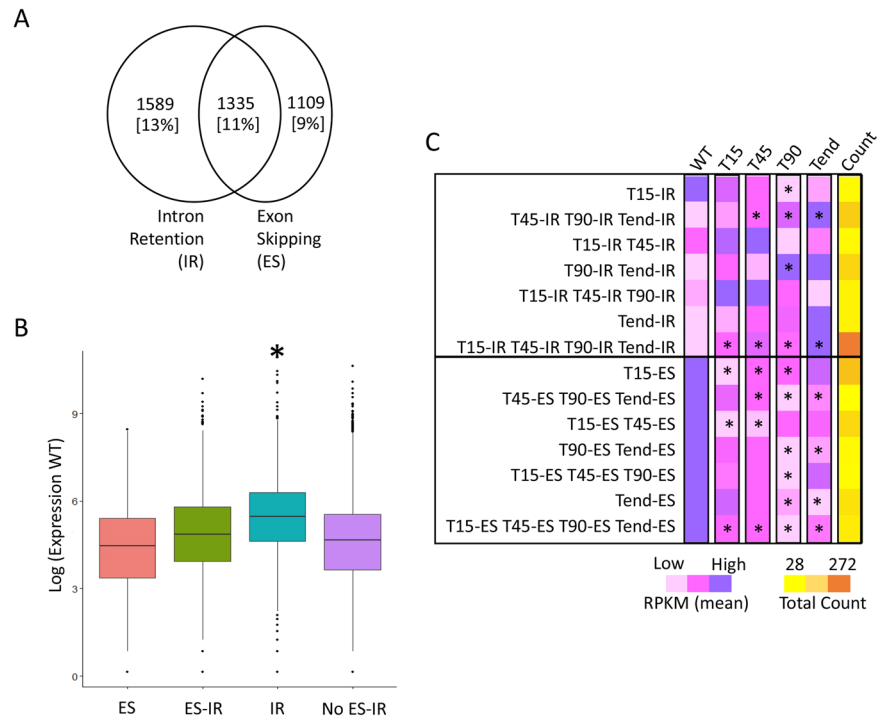 A
1589
[13%]
1335
[11%]
1109
[9%]
Intron
Retention
(IR)
Exon
Skipping
(ES)
B
*
Log (Expression WT)
9
6
3
0
ES
ES-IR
IR
No ES-IR
C
WT
T15
T45
T90
Tend
Count
T15-IR *
T45-IR T90-IR Tend-IR * * *
T15-IR T45-IR
T90-IR Tend-IR *
T15-IR T45-IR T90-IR
Tend-IR
T15-IR T45-IR T90-IR Tend-IR * * * *
T15-ES * * *
T45-ES T90-ES Tend-ES * * *
T15-ES T45-ES * *
T90-ES Tend-ES * *
T15-ES T45-ES T90-ES *
Tend-ES * *
T15-ES T45-ES T90-ES Tend-ES * * * *
Low High
RPKM (mean)
28 272
Total Count